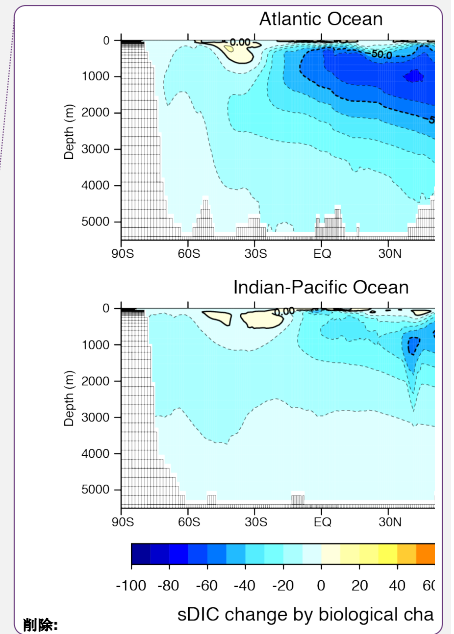 Atlantic Ocean
0.00
-50.0
0
1000
2000
3000
4000
5000
Depth (m)
90S 60S 30S EQ 30N
Indian-Pacific Ocean
0.00
0
1000
2000
3000
4000
5000
Depth (m)
90S 60S 30S EQ 30N
-100 -80 -60 -40 -20 0 20 40 60
sDIC change by biological cha
削除: